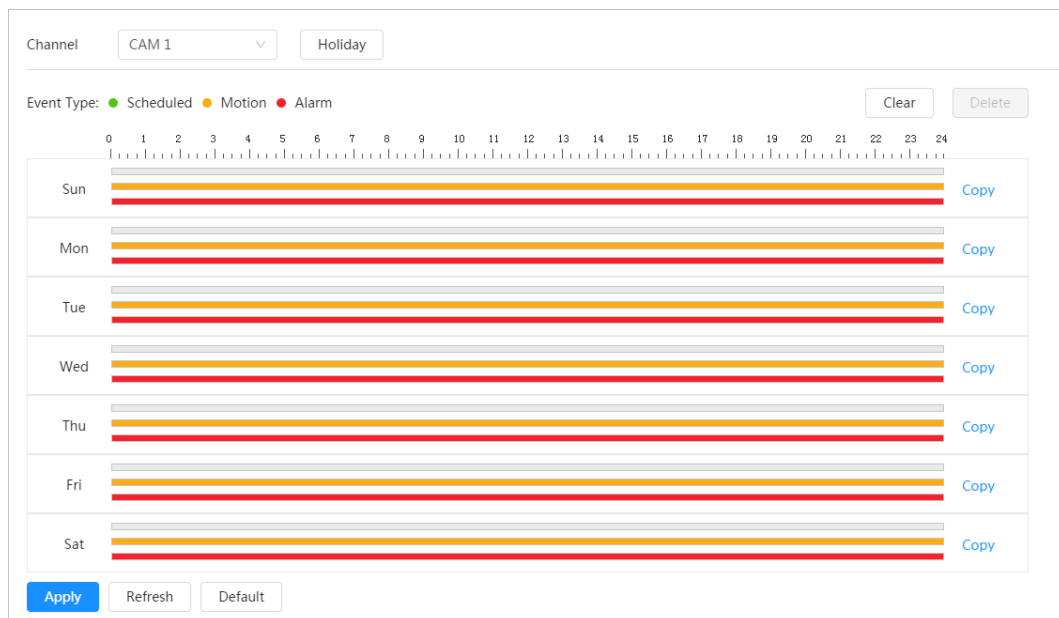 Channel CAM 1 Holiday
Event Type: Scheduled Motion Alarm Clear Delete
0 1 2 3 4 5 6 7 8 9 10 11 12 13 14 15 16 17 18 19 20 21 22 23 24
Sun Copy
Mon Copy
Tue Copy
Wed Copy
Thu Copy
Fri Copy
Sat Copy
Apply Refresh Default